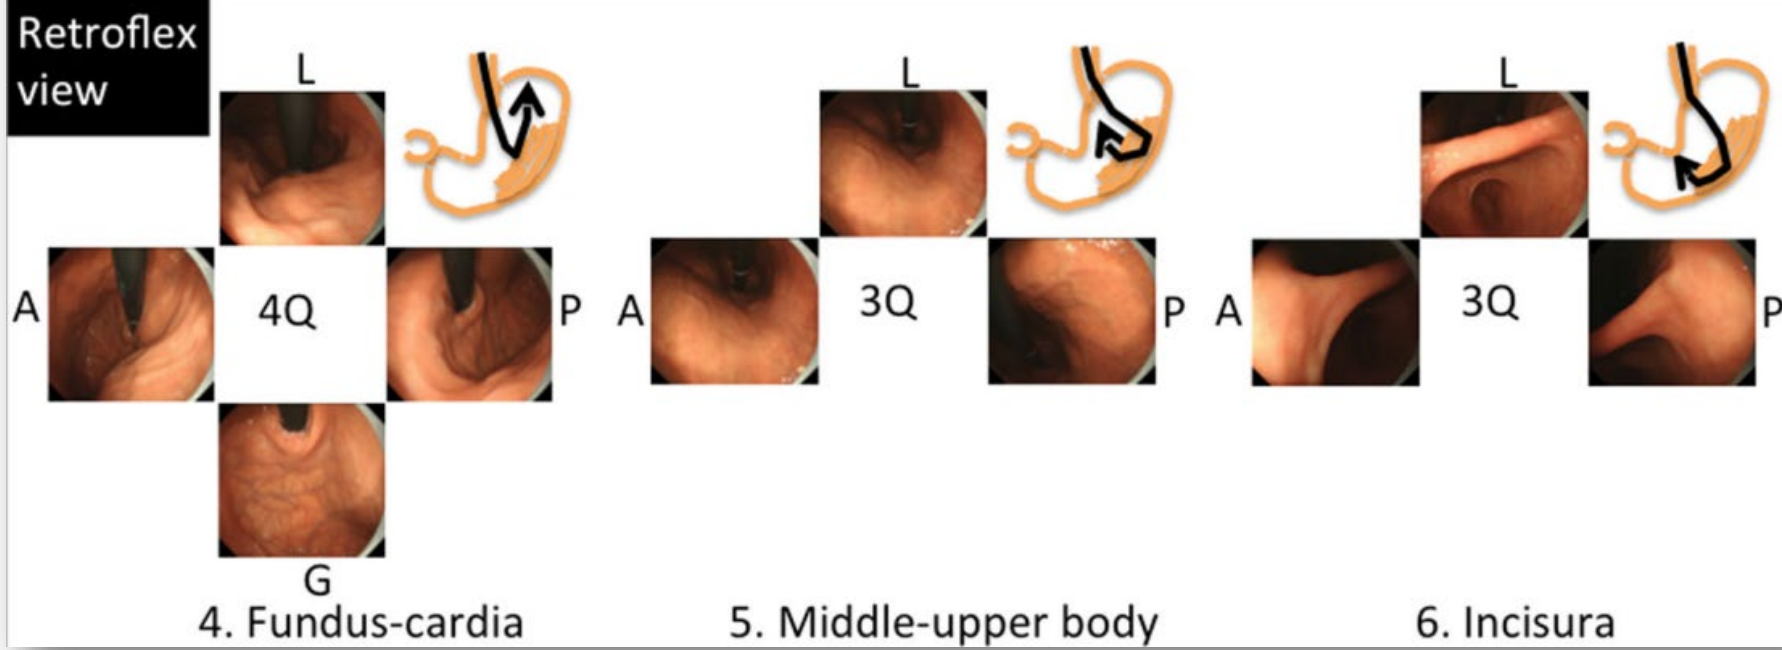 Retroflex
view
L
L
L
A
4Q
P
A
3Q
P
A
3Q
P
G
4. Fundus-cardia
5. Middle-upper body
6. Incisura